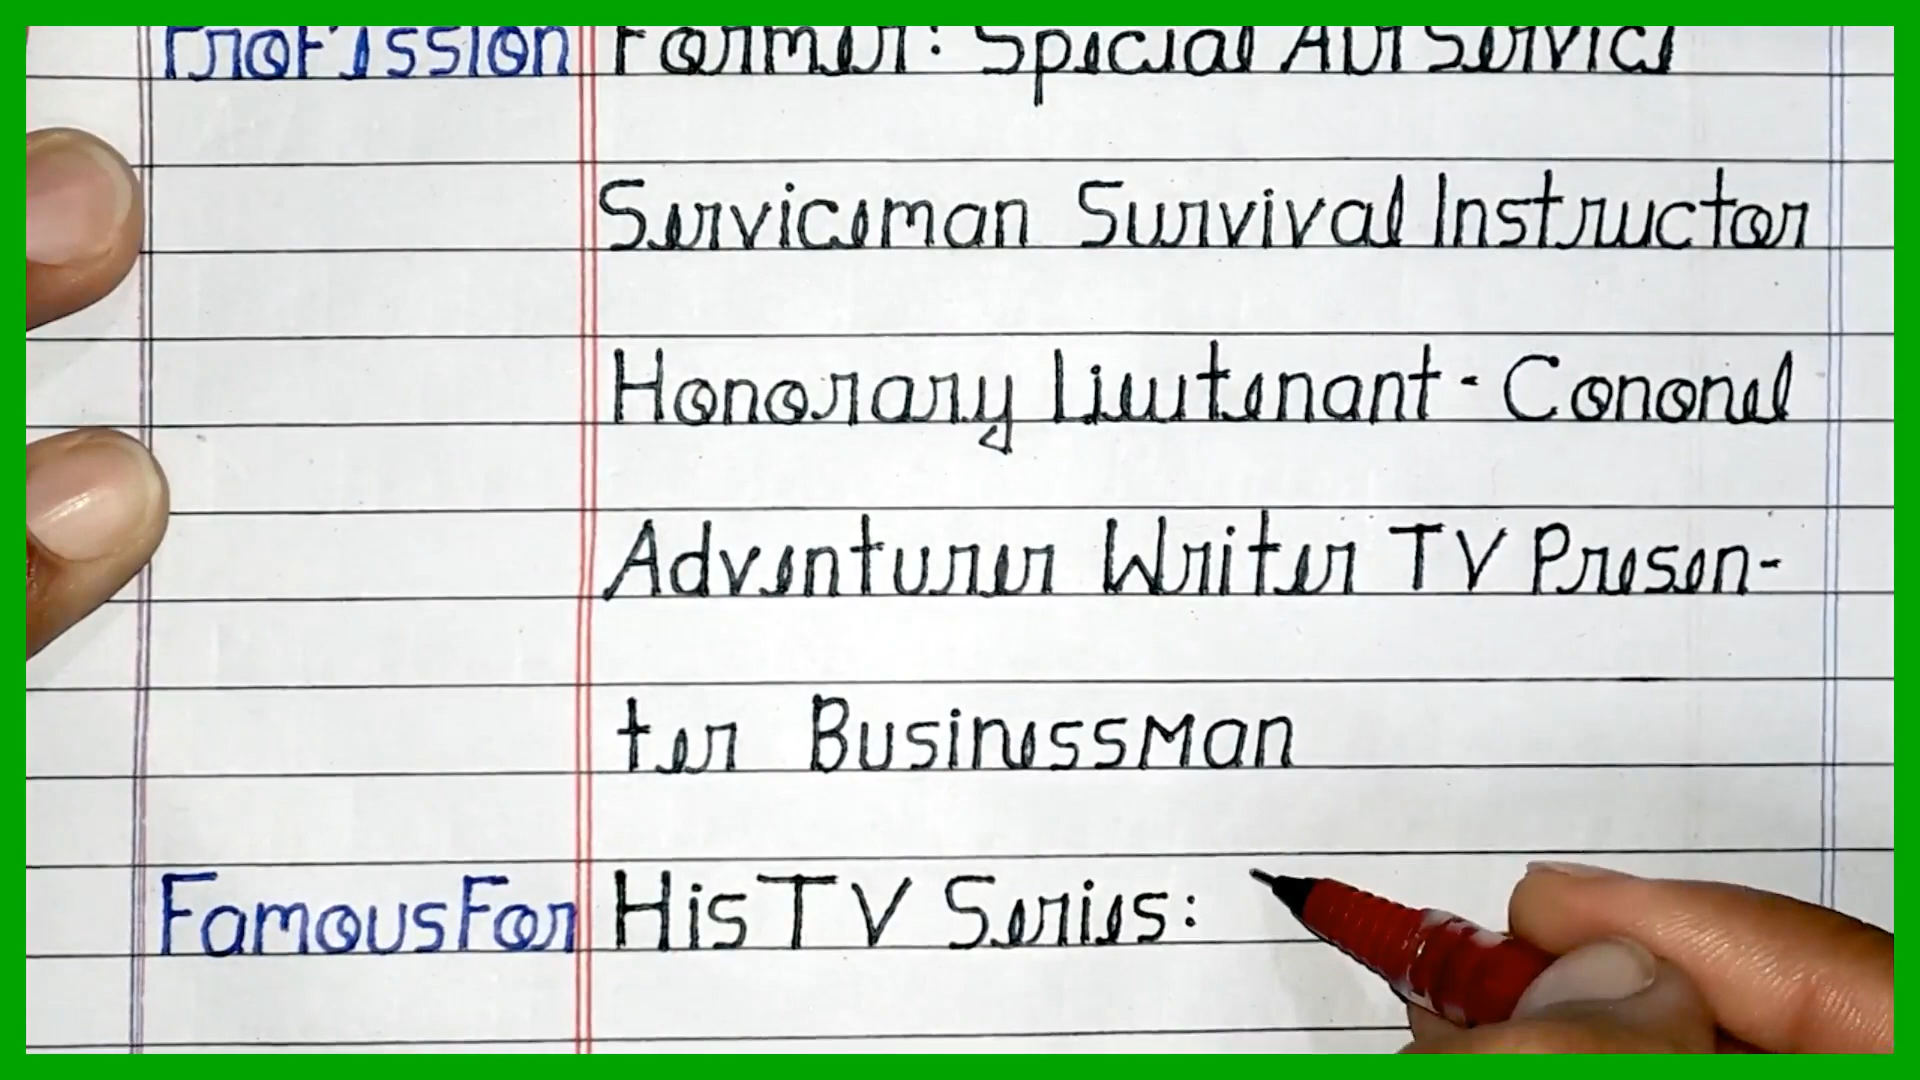 Profession Former: Special Air Service
Serviceman Survival Instructor
Honorary Lieutenant - Cononel
Adventurer Writer TV Presen-
ter BusinessMan
Famous For His TV Series: